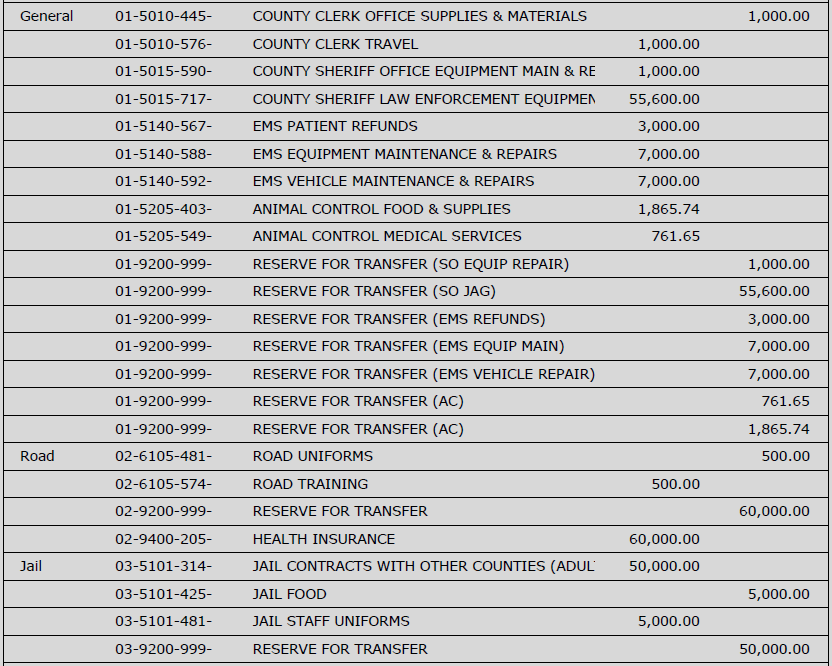 General 01-5010-445- COUNTY CLERK OFFICE SUPPLIES & MATERIALS 1,000.00
01-5010-576- COUNTY CLERK TRAVEL 1,000.00
01-5015-590- COUNTY SHERIFF OFFICE EQUIPMENT MAIN & RE 1,000.00
01-5015-717- COUNTY SHERIFF LAW ENFORCEMENT EQUIPMEN 55,600.00
01-5140-567- EMS PATIENT REFUNDS 3,000.00
01-5140-588- EMS EQUIPMENT MAINTENANCE & REPAIRS 7,000.00
01-5140-592- EMS VEHICLE MAINTENANCE & REPAIRS 7,000.00
01-5205-403- ANIMAL CONTROL FOOD & SUPPLIES 1,865.74
01-5205-549- ANIMAL CONTROL MEDICAL SERVICES 761.65
01-9200-999- RESERVE FOR TRANSFER (SO EQUIP REPAIR) 1,000.00
01-9200-999- RESERVE FOR TRANSFER (SO JAG) 55,600.00
01-9200-999- RESERVE FOR TRANSFER (EMS REFUNDS) 3,000.00
01-9200-999- RESERVE FOR TRANSFER (EMS EQUIP MAIN) 7,000.00
01-9200-999- RESERVE FOR TRANSFER (EMS VEHICLE REPAIR) 7,000.00
01-9200-999- RESERVE FOR TRANSFER (AC) 761.65
01-9200-999- RESERVE FOR TRANSFER (AC) 1,865.74
Road 02-6105-481- ROAD UNIFORMS 500.00
02-6105-574- ROAD TRAINING 500.00
02-9200-999- RESERVE FOR TRANSFER 60,000.00
02-9400-205- HEALTH INSURANCE 60,000.00
Jail 03-5101-314- JAIL CONTRACTS WITH OTHER COUNTIES (ADUL 50,000.00
03-5101-425- JAIL FOOD 5,000.00
03-5101-481- JAIL STAFF UNIFORMS 5,000.00
03-9200-999- RESERVE FOR TRANSFER 50,000.00